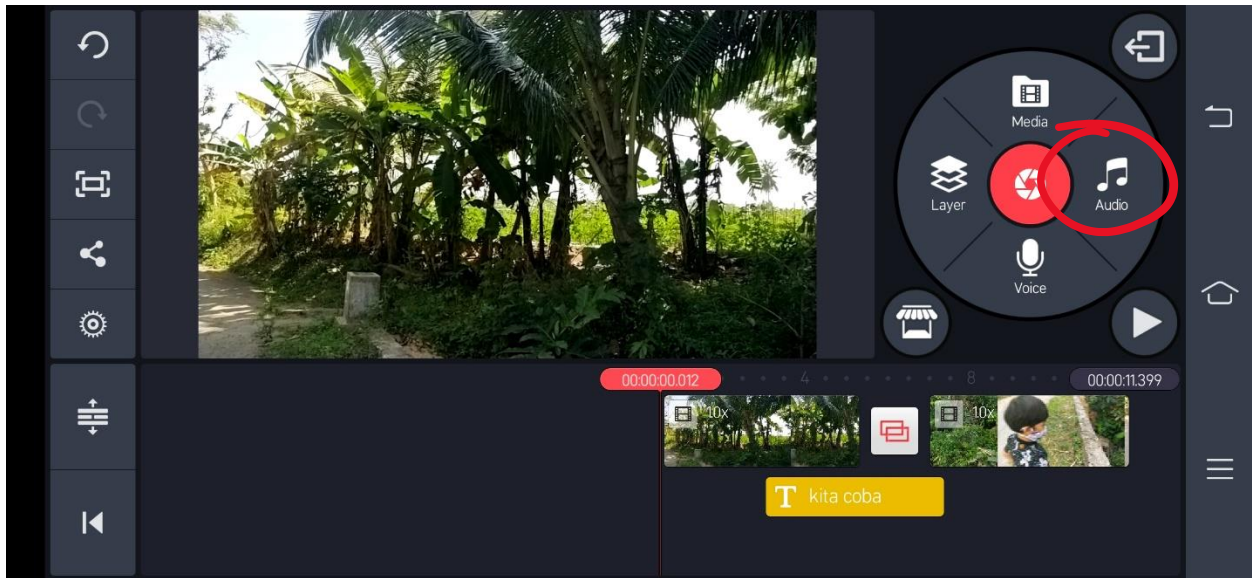 Media
Layer
Audio
Voice
00:00:00.012
4
8
00:00:11.399
10x
10x
T kita coba